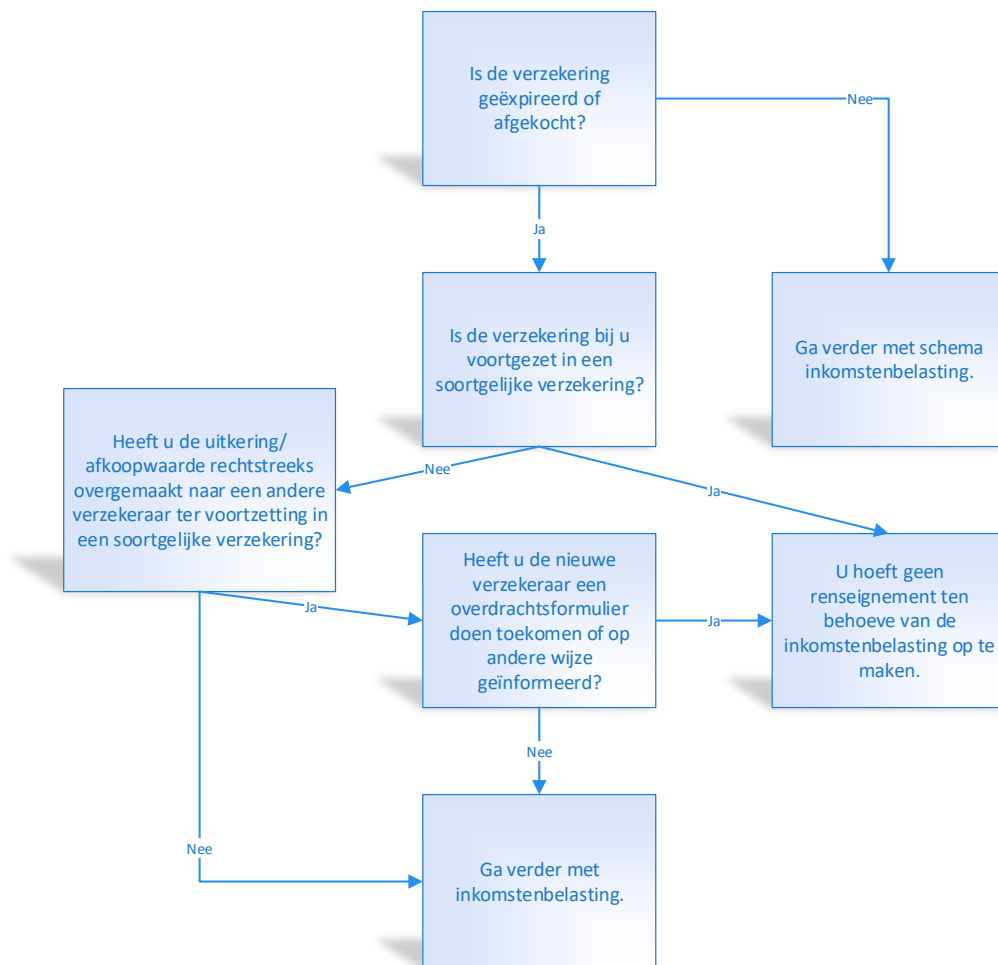 Is de verzekering
geëxpireerd of
afgekocht?
Nee
Ja
Is de verzekering bij u
voortgezet in een
soortgelijke verzekering?
Ga verder met schema
inkomstenbelasting.
Heeft u de uitkering/
afkoopwaarde rechtstreeks
overgemaakt naar een andere
verzekeraar ter voortzetting in
een soortgelijke verzekering?
Nee
Ja
Heeft u de nieuwe
verzekeraar een
overdrachtsformulier
doen toekomen of op
andere wijze
geïnformeerd?
U hoeft geen
renseignement ten
behoeve van de
inkomstenbelasting op te
maken.
Ja
Ja
Nee
Nee
Ga verder met
inkomstenbelasting.